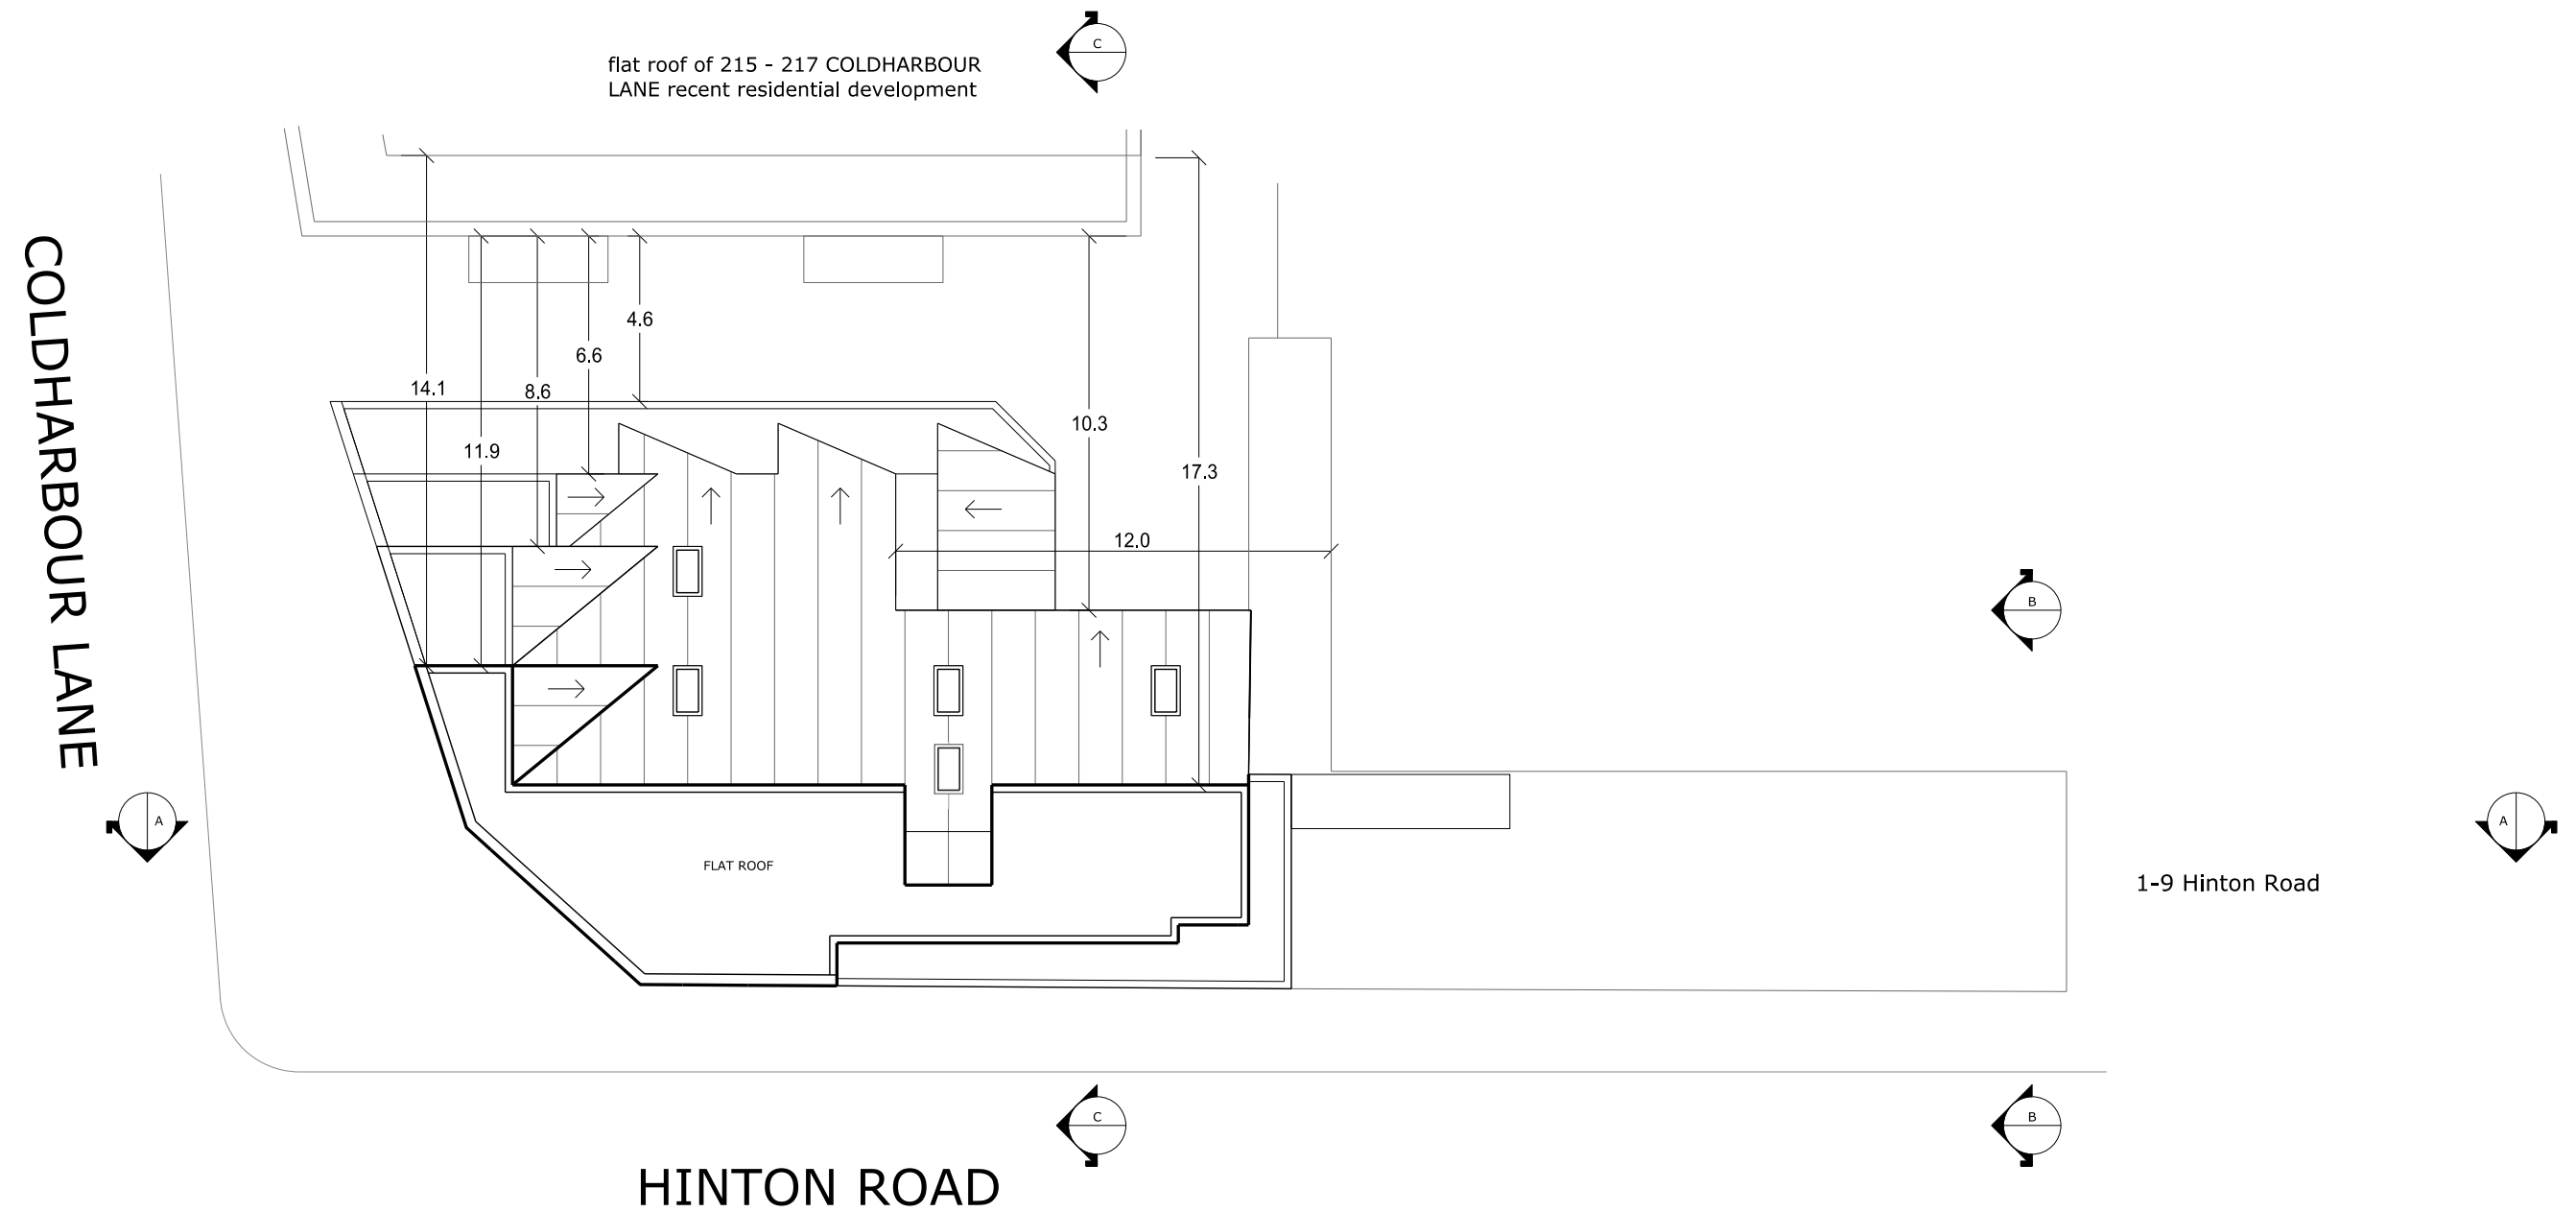 C
flat roof of 215 - 217 COLDHARBOUR
LANE recent residential development
COLDHARBOUR LANE
4.6
6.6
14.1
8.6
10.3
11.9
17.3
12.0
B
A
A
FLAT ROOF
1-9 Hinton Road
C
B
HINTON ROAD